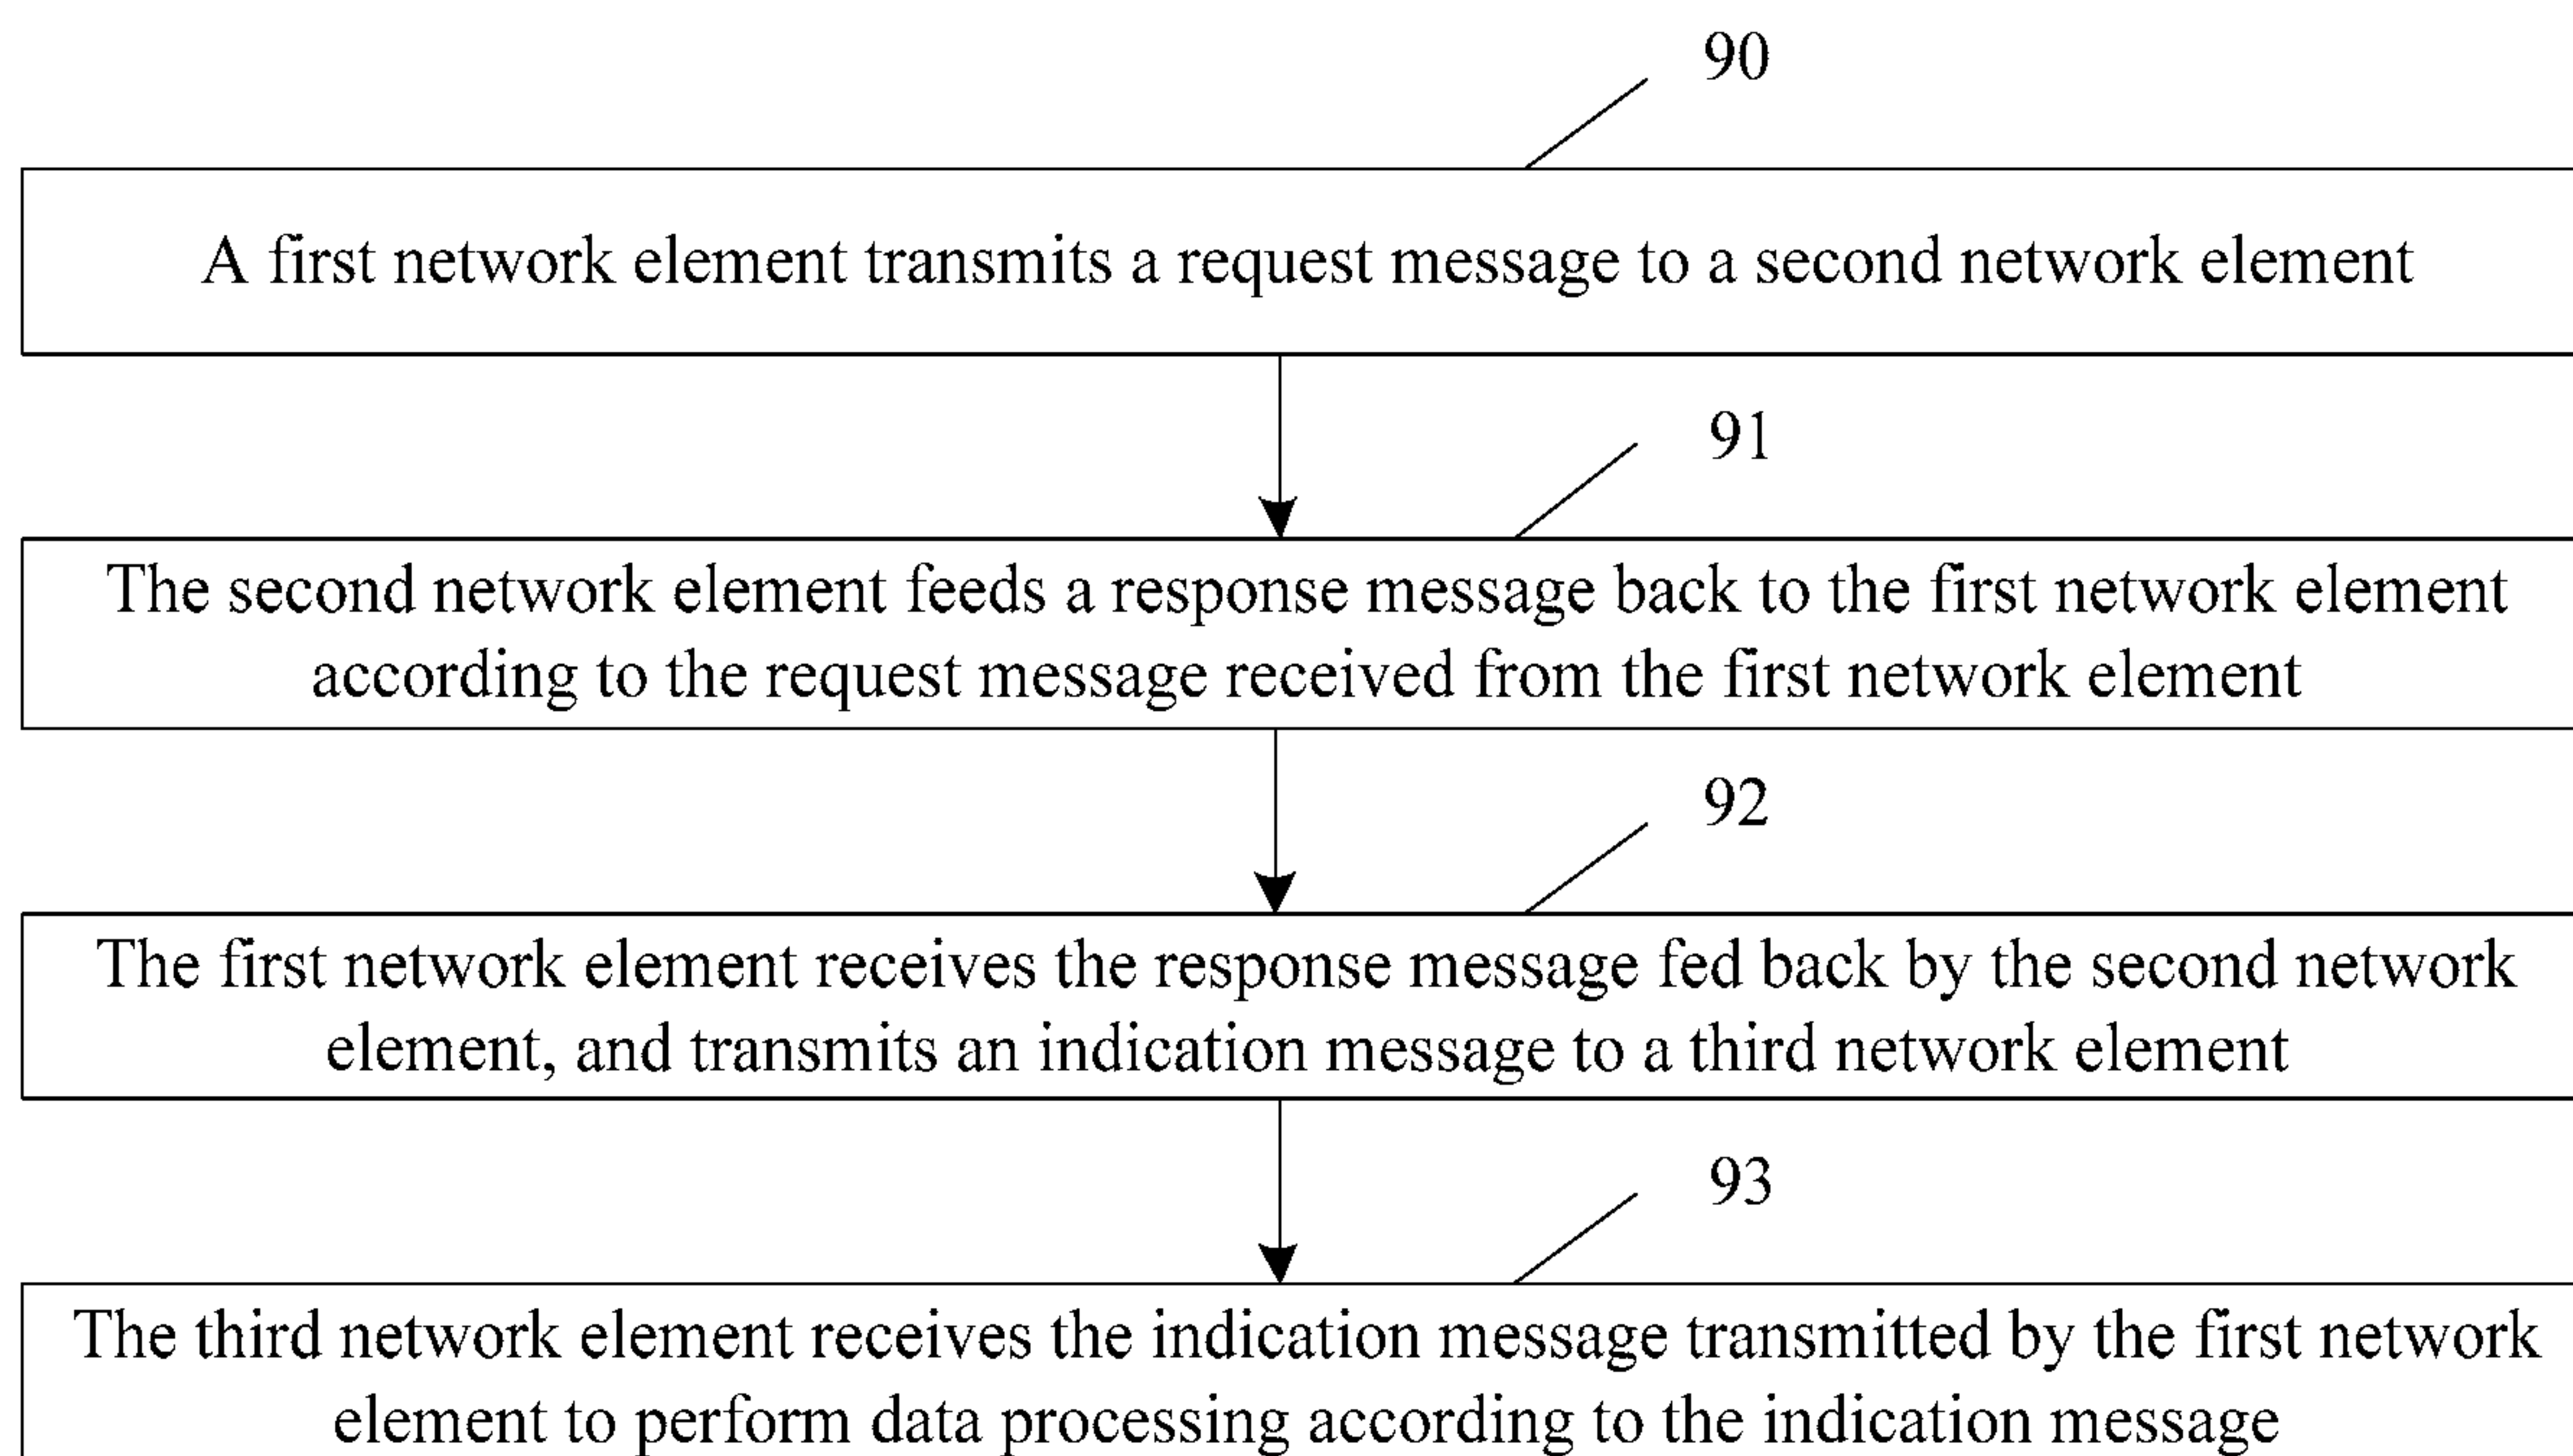 90
A first network element transmits a request message to a second network element
91
The second network element feeds a response message back to the first network element
according to the request message received from the first network element
92
The first network element receives the response message fed back by the second network
element, and transmits an indication message to a third network element
93
The third network element receives the indication message transmitted by the first network
element to perform data processing according to the indication message